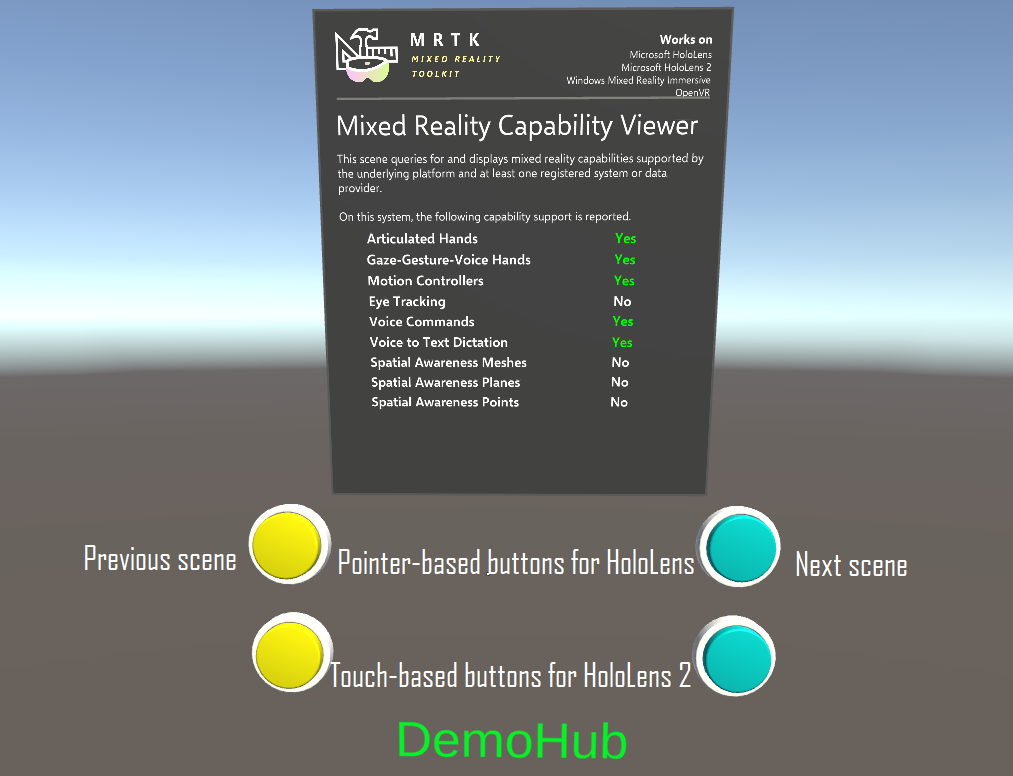 MRTK
MIXED REALITY
TOOLKIT
Works on
Microsoft HoloLens
Microsoft HoloLens 2
Windows Mixed Reality Immersive
OpenVR
Mixed Reality Capability Viewer
This scene queries for and displays mixed reality capabilities supported by
the underlying platform and at least one registered system or data
provider.
On this system, the following capability support is reported.
Articulated Hands Yes
Gaze-Gesture-Voice Hands Yes
Motion Controllers Yes
Eye Tracking No
Voice Commands Yes
Voice to Text Dictation Yes
Spatial Awareness Meshes No
Spatial Awareness Planes No
Spatial Awareness Points No
Previous scene Pointer-based buttons for HoloLens Next scene
Touch-based buttons for HoloLens 2
DemoHub